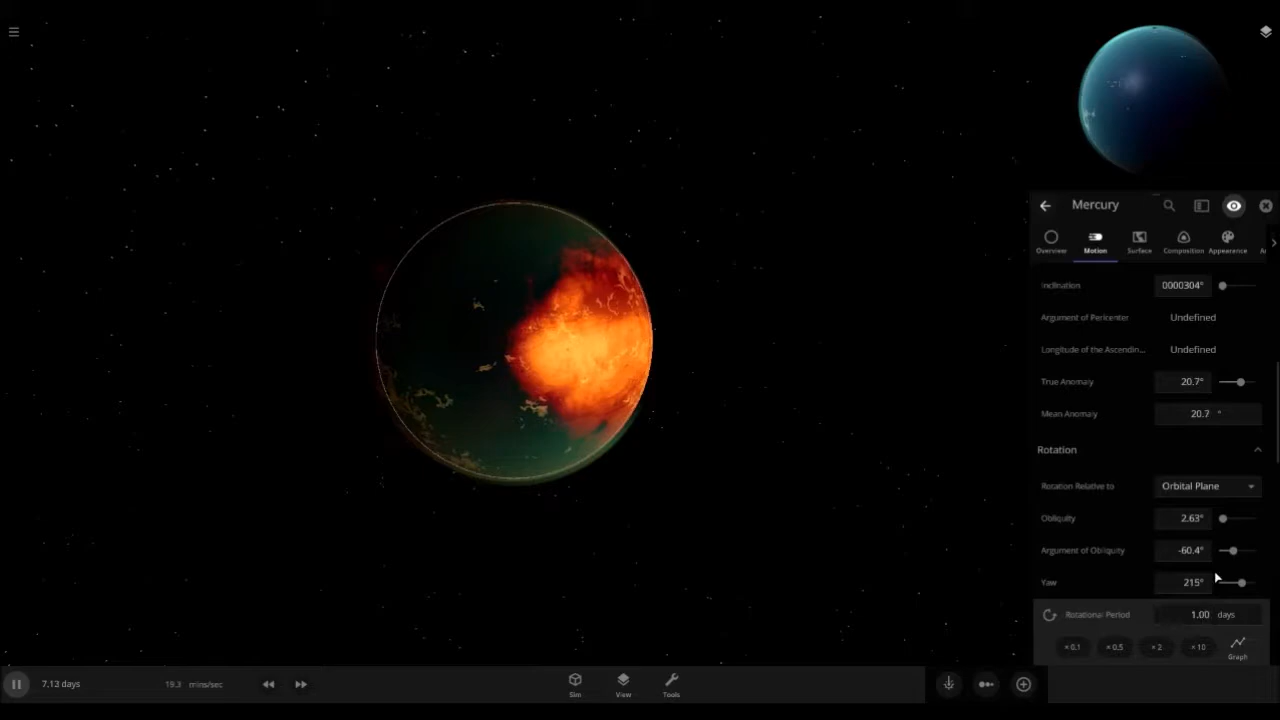 Mercury
Overview Motion Surface Composition Appearance
Inclination 0000304°
Argument of Pericenter Undefined
Longitude of the Ascendin... Undefined
True Anomaly 20.7°
Mean Anomaly 20.7 °
Rotation
Rotation Relative to Orbital Plane
Obliquity 2.63°
Argument of Obliquity -60.4°
Yaw 215°
Rotational Period 1.00 days
× 0.1 × 0.5 × 2 × 10 Graph
7.13 days 19.3 mins/sec Sim View Tools